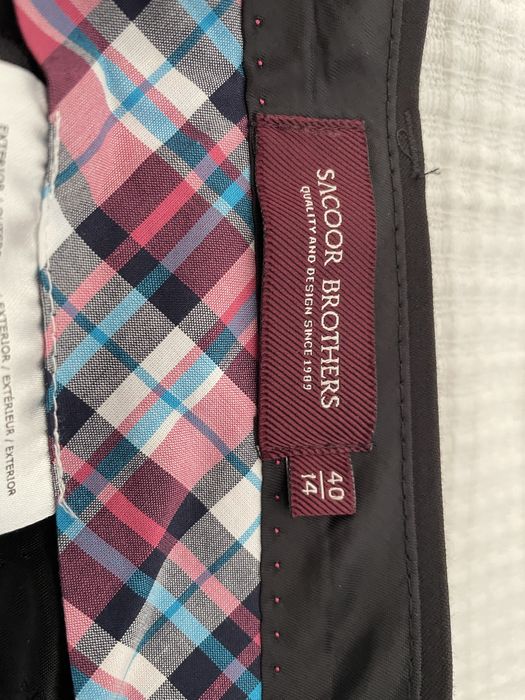 SACOOR BROTHERS
QUALITY AND DESIGN SINCE 1989
40
14
EXTERIOR / EXTÉRIEUR / EXTERIOR